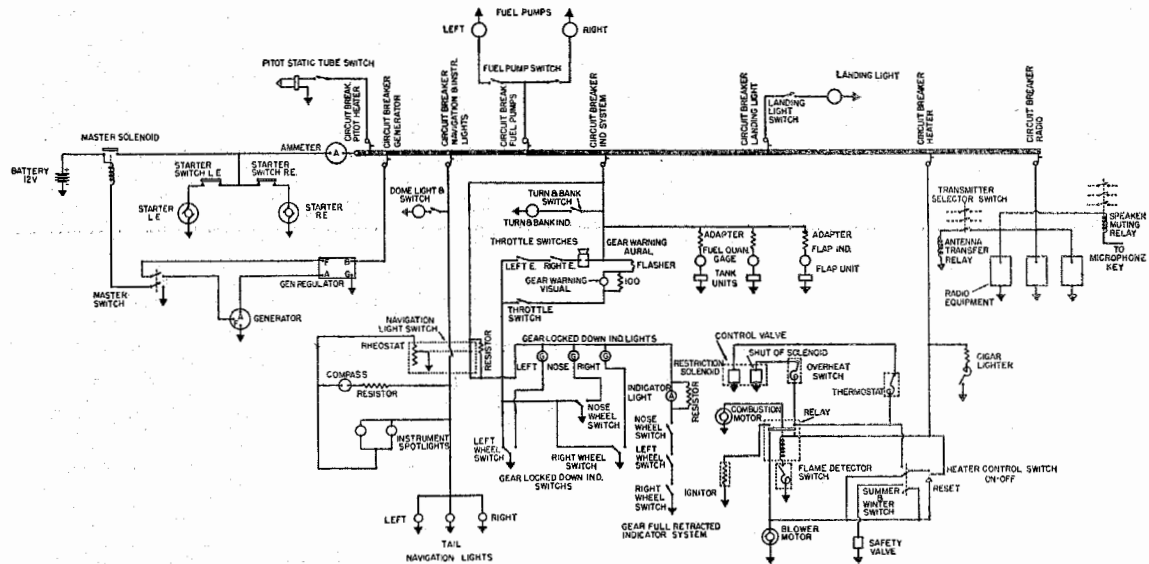 FUEL PUMPS
LEFT
RIGHT
PITOT STATIC TUBE SWITCH
FUEL PUMP SWITCH
LANDING LIGHT
LANDING
LIGHT
SWITCH
CIRCUIT BREAK.
PITOT HEATER
CIRCUIT BREAKER
GENERATOR
CIRCUIT BREAKER
NAVIGATION & INSTR.
LIGHTS
CIRCUIT BREAK.
FUEL PUMPS
CIRCUIT BREAKER
IND SYSTEM
CIRCUIT BREAKER
LANDING LIGHT
CIRCUIT BREAKER
HEATER
CIRCUIT BREAKER
RADIO
MASTER SOLENOID
AMMETER
A
BATTERY
12V
STARTER
SWITCH L E
STARTER
SWITCH R.E.
STARTER
L E
STARTER
R.E
DOME LIGHT &
SWITCH
TURN & BANK
SWITCH
TURN & BANK IND.
TRANSMITTER
SELECTOR SWITCH
SPEAKER
MUTING
RELAY
TO
MICROPHONE
KEY
ANTENNA
TRANSFER
RELAY
RADIO
EQUIPMENT
THROTTLE SWITCHES
GEAR WARNING
AURAL
LEFT E.
RIGHT E.
FLASHER
GEAR WARNING
VISUAL
100
THROTTLE
SWITCH
ADAPTER
FUEL QUAN
GAGE
TANK
UNITS
ADAPTER
FLAP IND.
FLAP UNIT
F
B
A
G
GEN REGULATOR
MASTER
SWITCH
GENERATOR
A
F
NAVIGATION
LIGHT SWITCH
RHEOSTAT
RESISTOR
COMPASS
RESISTOR
INSTRUMENT
SPOTLIGHTS
GEAR LOCKED DOWN IND. LIGHTS
G
G
G
LEFT
NOSE
RIGHT
INDICATOR
LIGHT
A
RESISTOR
NOSE
WHEEL
SWITCH
NOSE
WHEEL
SWITCH
LEFT
WHEEL
SWITCH
RIGHT WHEEL
SWITCH
LEFT
WHEEL
SWITCH
GEAR LOCKED DOWN IND.
SWITCHS
RIGHT
WHEEL
SWITCH
GEAR FULL RETRACTED
INDICATOR SYSTEM
CONTROL VALVE
RESTRICTION
SOLENOID
SHUT OF SOLENOID
OVERHEAT
SWITCH
THERMOSTAT
CIGAR
LIGHTER
COMBUSTION
MOTOR
RELAY
IGNITOR
FLAME DETECTOR
SWITCH
HEATER CONTROL SWITCH
ON-OFF
RESET
SUMMER
&
WINTER
SWITCH
BLOWER
MOTOR
SAFETY
VALVE
LEFT
RIGHT
TAIL
NAVIGATION LIGHTS